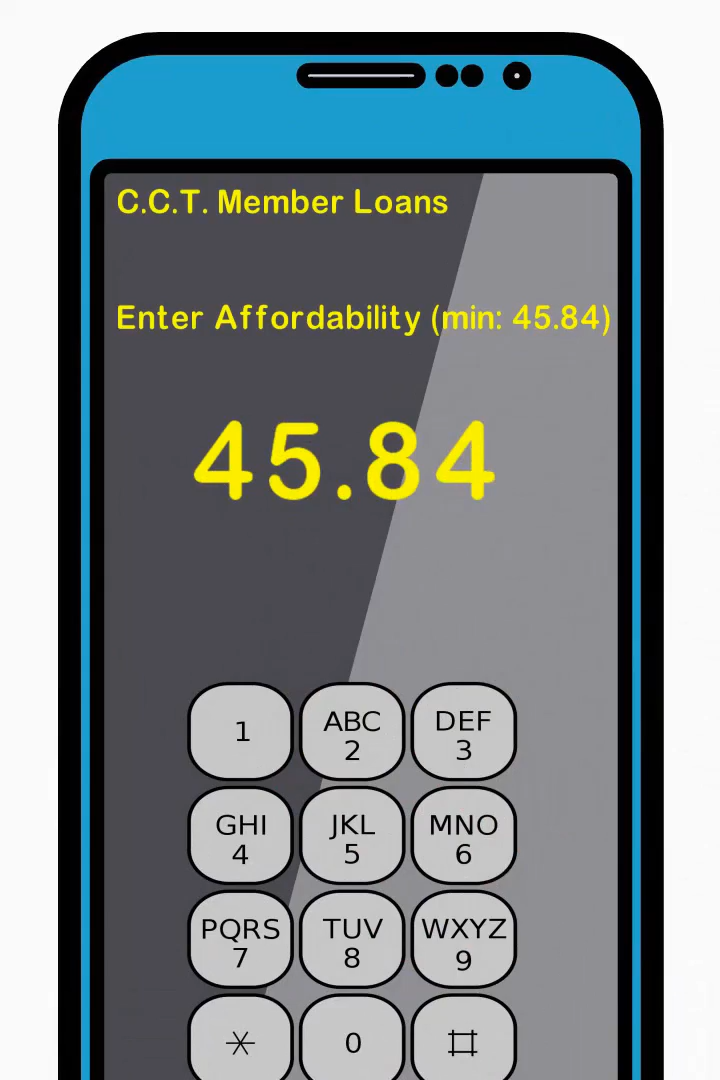 C.C.T. Member Loans
Enter Affordability (min: 45.84)
45.84
1
ABC
2
DEF
3
GHI
4
JKL
5
MNO
6
PQRS
7
TUV
8
WXYZ
9
*
0
#